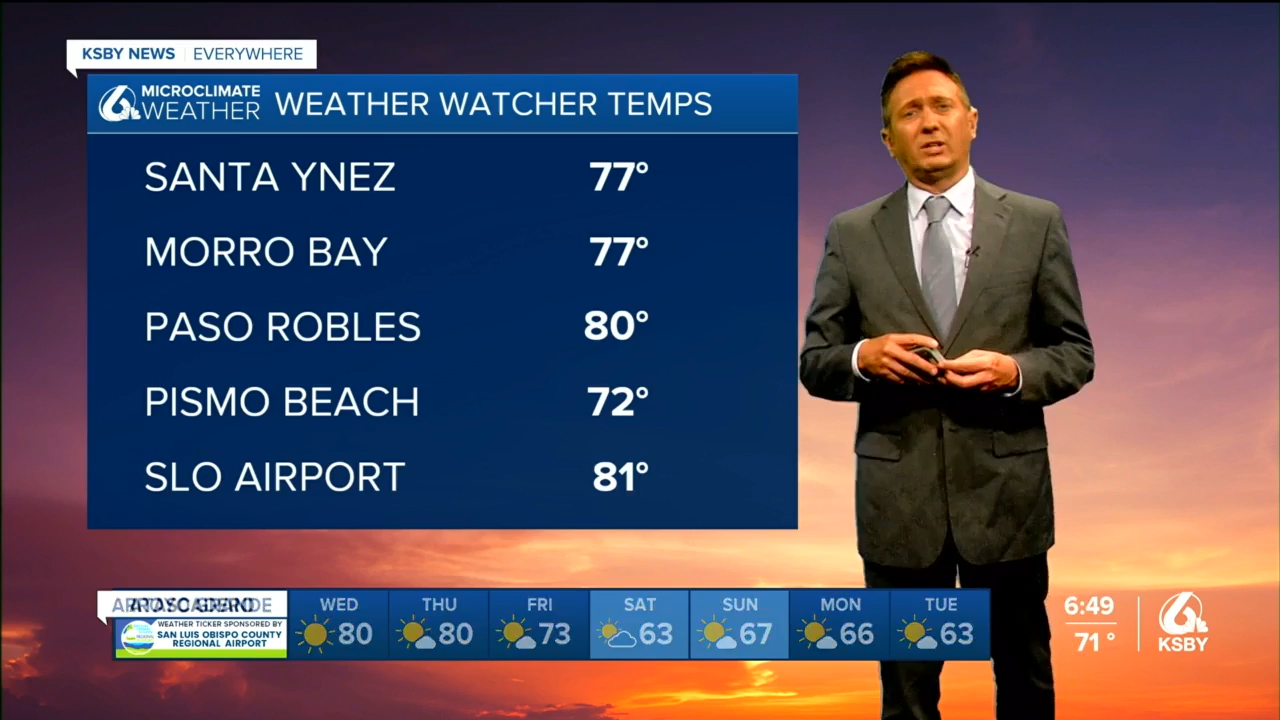 KSBY NEWS EVERYWHERE
6 MICROCLIMATE WEATHER WEATHER WATCHER TEMPS
SANTA YNEZ 77°
MORRO BAY 77°
PASO ROBLES 80°
PISMO BEACH 72°
SLO AIRPORT 81°
WEATHER TICKER SPONSORED BY
SAN LUIS OBISPO COUNTY
REGIONAL AIRPORT
WED THU FRI SAT SUN MON TUE
80 80 73 63 67 66 63
6:49
71°
6
KSBY